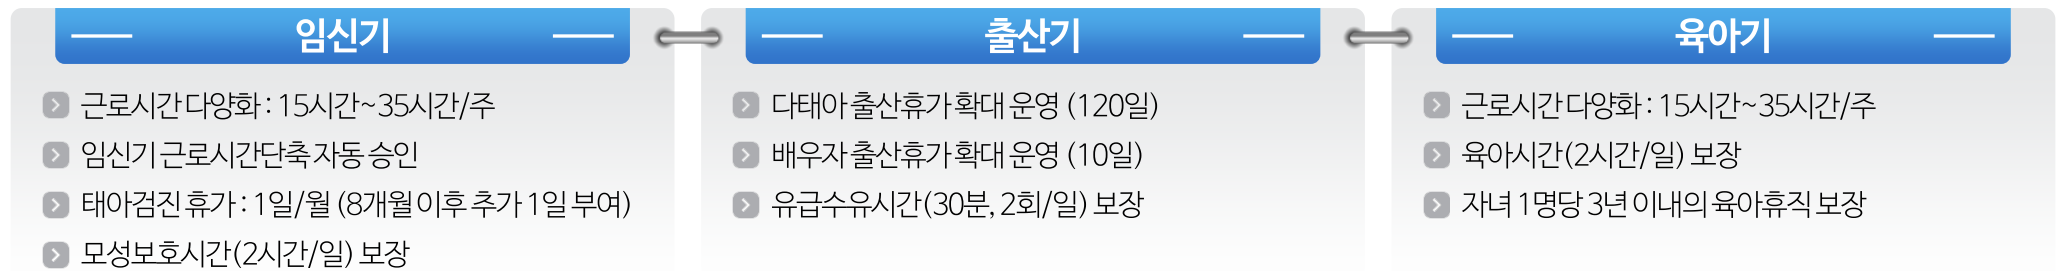 임신기
근로시간 다양화 : 15시간~35시간/주
임신기 근로시간단축 자동 승인
태아검진 휴가 : 1일/월 (8개월 이후 추가 1일 부여)
모성보호시간(2시간/일) 보장
출산기
다태아 출산휴가 확대 운영 (120일)
배우자 출산휴가 확대 운영 (10일)
유급수유시간(30분, 2회/일) 보장
육아기
근로시간 다양화 : 15시간~35시간/주
육아시간(2시간/일) 보장
자녀 1명당 3년 이내의 육아휴직 보장